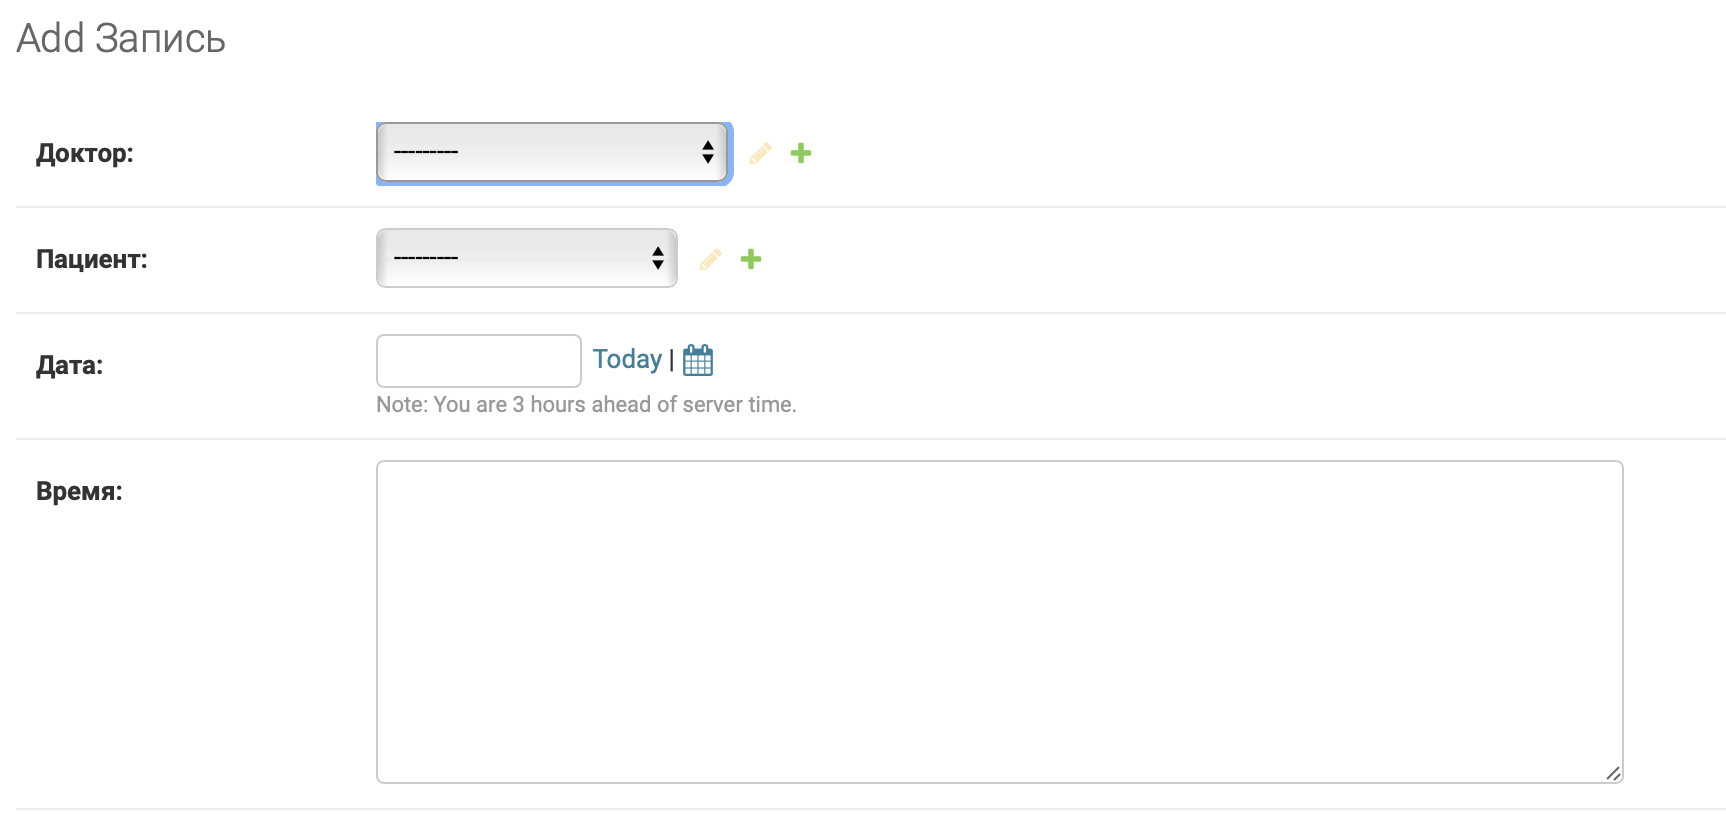 Add Запись
Доктор:
---------
Пациент:
---------
Дата:
Today |
Note: You are 3 hours ahead of server time.
Время: